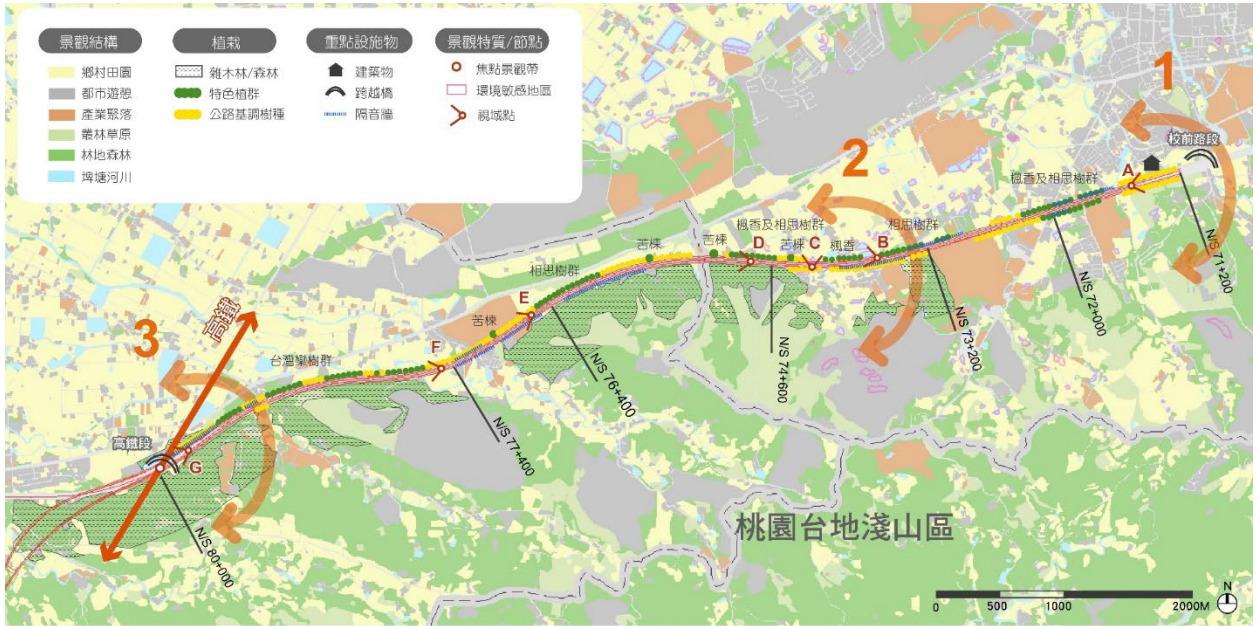 景觀結構
鄉村田園
都市遊憩
產業聚落
叢林草原
林地森林
埤塘河川
植栽
雜木林/森林
特色植群
公路基調樹種
重點設施物
建築物
跨越橋
隔音牆
景觀特質/節點
焦點景觀帶
環境敏感地區
視域點
1
校前路段
A
楓香及相思樹群
N/S 71+200
N/S 72+000
2
相思樹群
B
楓香
C
苦楝
楓香及相思樹群
D
苦楝
苦楝
N/S 73+200
N/S 74+600
相思樹群
E
苦楝
F
N/S 76+400
N/S 77+400
台灣欒樹群
3
高鐵
高鐵段
G
N/S 80+000
桃園台地淺山區
0 500 1000 2000M
N